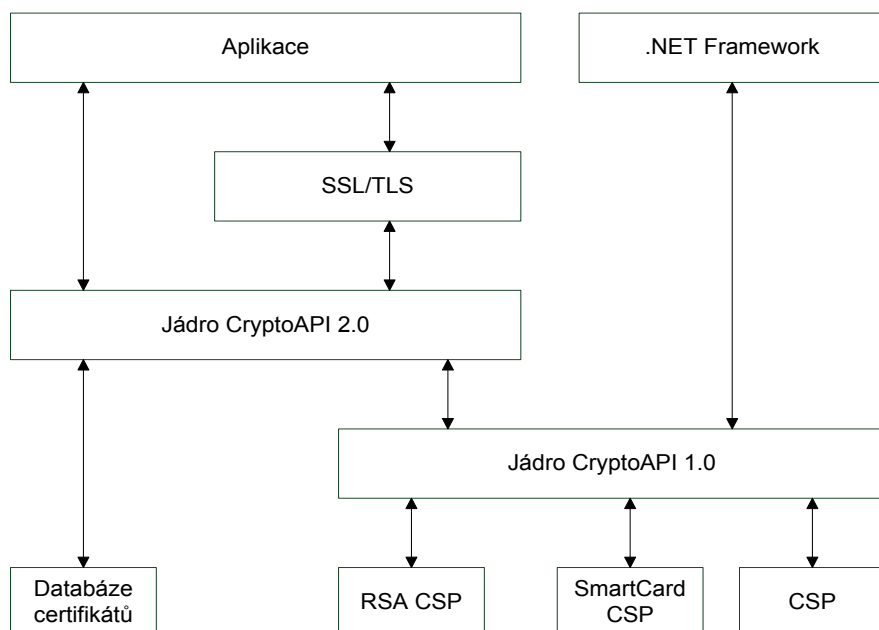 Aplikace
.NET Framework
SSL/TLS
Jádro CryptoAPI 2.0
Jádro CryptoAPI 1.0
Databáze
certifikátů
RSA CSP
SmartCard
CSP
CSP